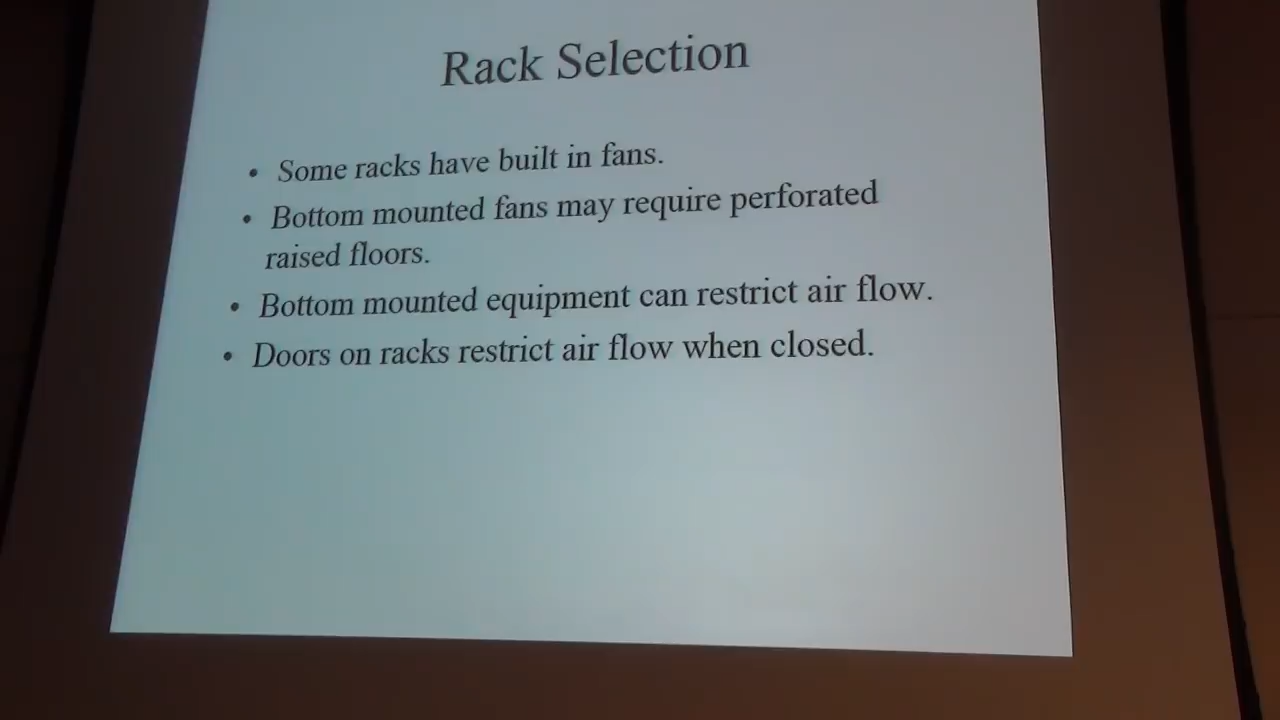 Rack Selection
• Some racks have built in fans.
• Bottom mounted fans may require perforated
raised floors.
• Bottom mounted equipment can restrict air flow.
• Doors on racks restrict air flow when closed.